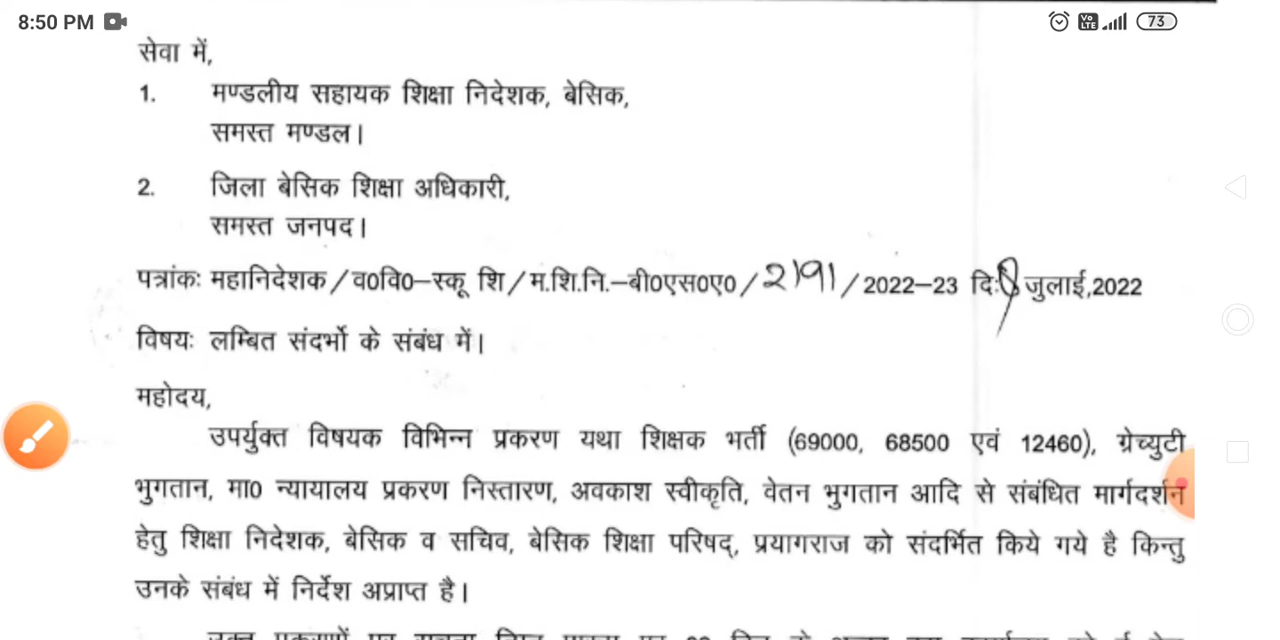 8:50 PM
Vo LTE
73
सेवा में,
1. मण्डलीय सहायक शिक्षा निदेशक, बेसिक,
समस्त मण्डल।
2. जिला बेसिक शिक्षा अधिकारी,
समस्त जनपद।
पत्रांकः महानिदेशक/व0वि0–स्कू शि/म.शि.नि.–बी0एस0ए0/2191/2022–23 दिः जुलाई,2022
विषयः लम्बित संदर्भो के संबंध में।
महोदय,
उपर्युक्त विषयक विभिन्न प्रकरण यथा शिक्षक भर्ती (69000, 68500 एवं 12460), ग्रेच्युटी
भुगतान, मा0 न्यायालय प्रकरण निस्तारण, अवकाश स्वीकृति, वेतन भुगतान आदि से संबंधित मार्गदर्शन
हेतु शिक्षा निदेशक, बेसिक व सचिव, बेसिक शिक्षा परिषद्, प्रयागराज को संदर्भित किये गये है किन्तु
उनके संबंध में निर्देश अप्राप्त है।